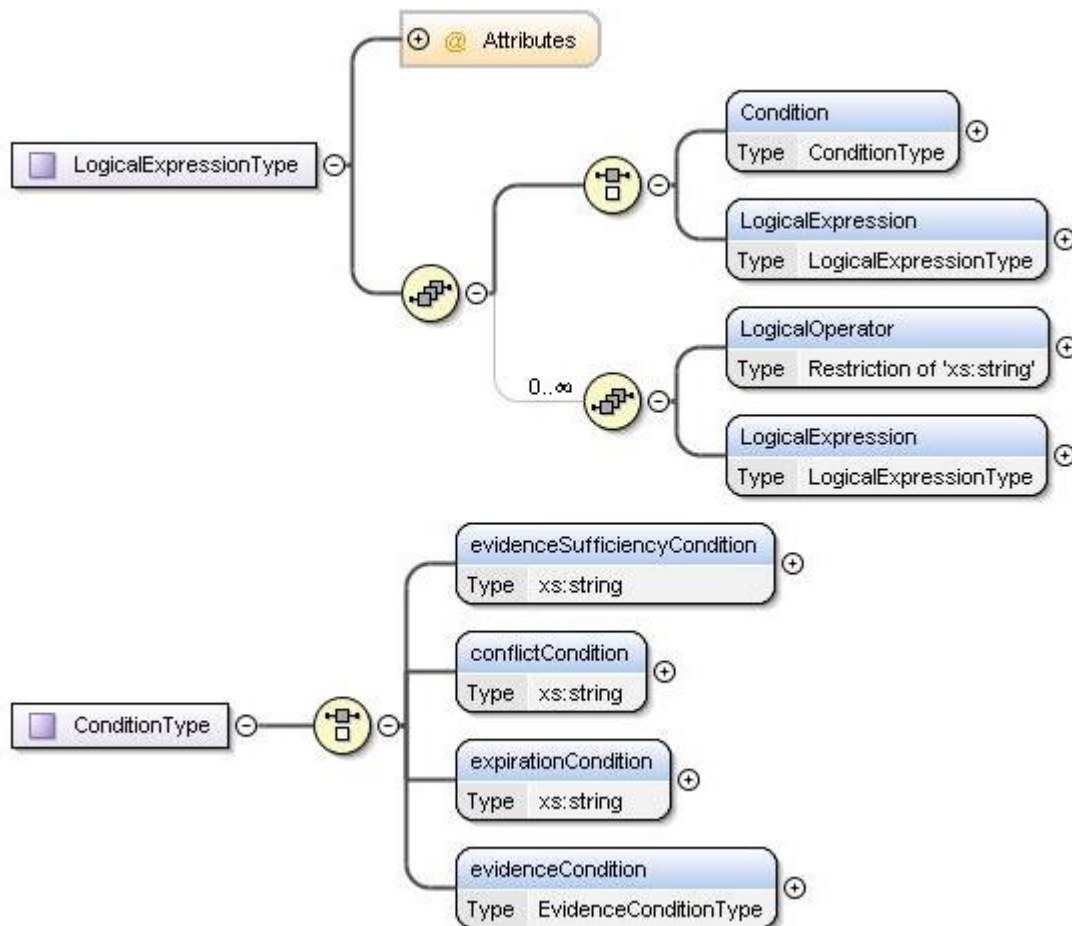 @ Attributes
LogicalExpressionType
Condition
Type ConditionType
LogicalExpression
Type LogicalExpressionType
0..∞
LogicalOperator
Type Restriction of 'xs:string'
LogicalExpression
Type LogicalExpressionType
evidenceSufficiencyCondition
Type xs:string
conflictCondition
Type xs:string
ConditionType
expirationCondition
Type xs:string
evidenceCondition
Type EvidenceConditionType